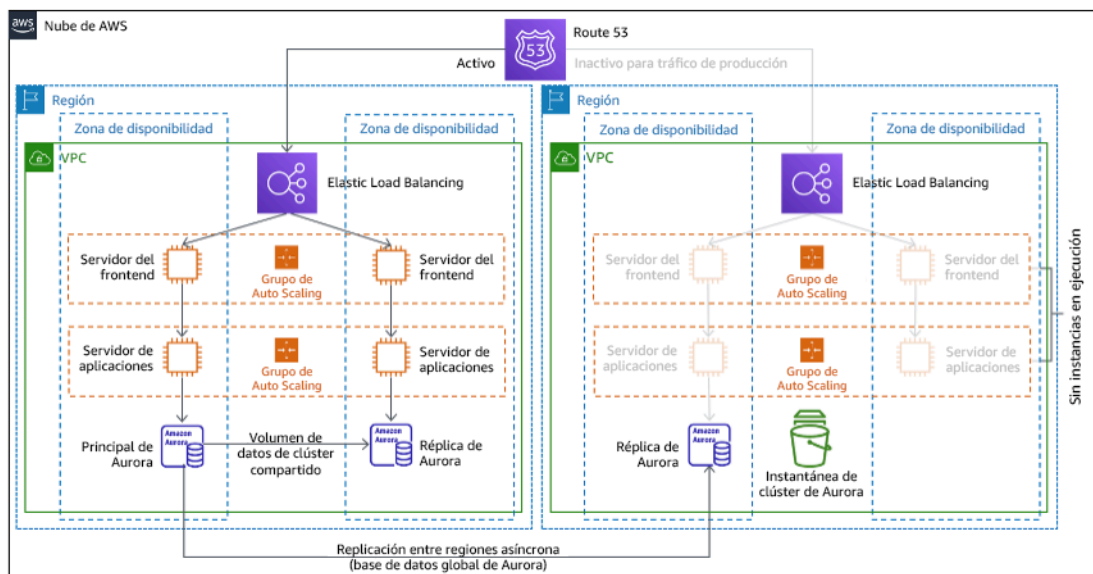 aws
Nube de AWS
Route 53
53
Activo
Inactivo para tráfico de producción
Región
Zona de disponibilidad
Zona de disponibilidad
VPC
Elastic Load Balancing
Servidor del
frontend
Grupo de
Auto Scaling
Servidor del
frontend
Servidor de
aplicaciones
Grupo de
Auto Scaling
Servidor de
aplicaciones
Principal de
Aurora
Amazon
Aurora
Volumen de
datos de clúster
compartido
Amazon
Aurora
Réplica de
Aurora
Región
Zona de disponibilidad
Zona de disponibilidad
VPC
Elastic Load Balancing
Servidor del
frontend
Grupo de
Auto Scaling
Servidor del
frontend
Servidor de
aplicaciones
Grupo de
Auto Scaling
Servidor de
aplicaciones
Sin instancias en ejecución
Réplica de
Aurora
Amazon
Aurora
Instantánea de
clúster de Aurora
Replicación entre regiones asíncrona
(base de datos global de Aurora)